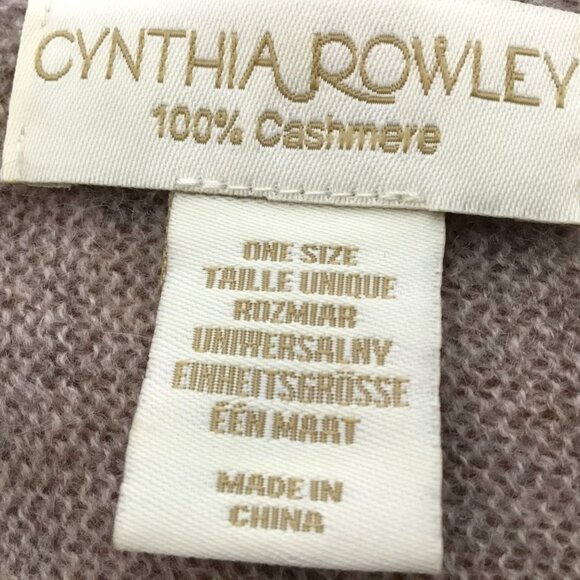 CYNTHIA ROWLEY
100% Cashmere
ONE SIZE
TAILLE UNIQUE
ROZMIAR
UNIWERSALNY
EINHEITSGRÖSSE
ÉÉN MAAT
MADE IN
CHINA